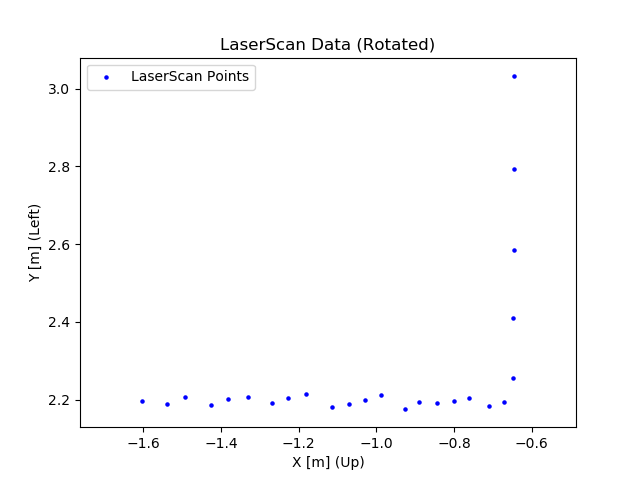 LaserScan Data (Rotated)
LaserScan Points
3.0
2.8
2.6
2.4
2.2
Y [m] (Left)
−1.6 −1.4 −1.2 −1.0 −0.8 −0.6
X [m] (Up)